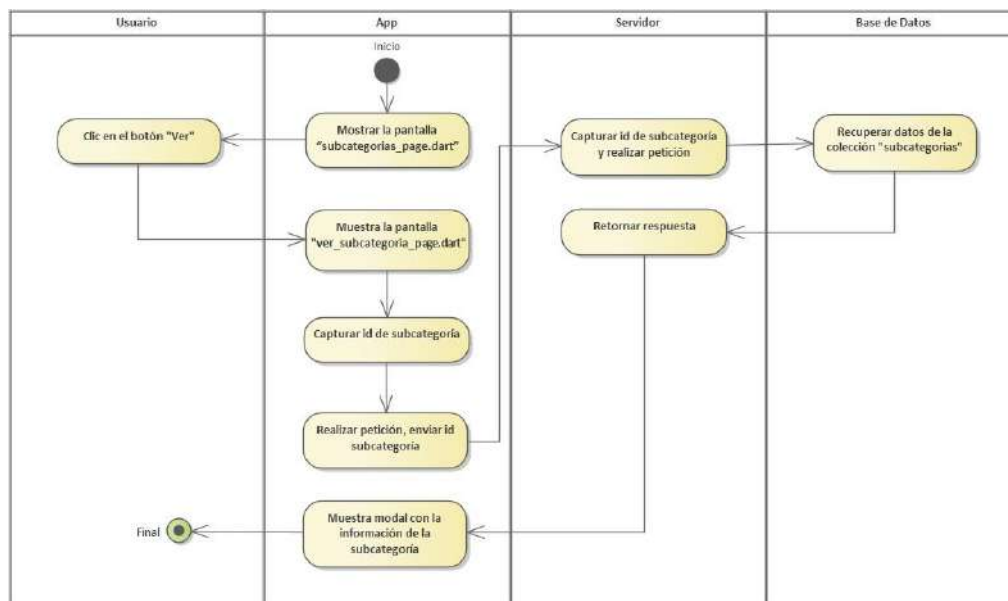 Usuario
App
Servidor
Base de Datos
Inicio
Clic en el botón "Ver"
Mostrar la pantalla
"subcategorias_page.dart"
Capturar id de subcategoría
y realizar petición
Recuperar datos de la
colección "subcategorias"
Muestra la pantalla
"ver_subcategoria_page.dart"
Retornar respuesta
Capturar id de subcategoría
Realizar petición, enviar id
subcategoría
Muestra modal con la
información de la
subcategoría
Final